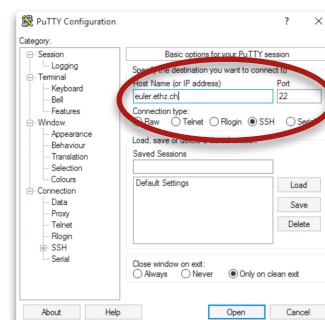 PuTTY Configuration
? ×
Category:
Session
Logging
Terminal
Keyboard
Bell
Features
Window
Appearance
Behaviour
Translation
Selection
Colours
Connection
Data
Proxy
Telnet
Rlogin
SSH
Serial
Basic options for your PuTTY session
Specify the destination you want to connect to
Host Name (or IP address) Port
euler.ethz.ch 22
Connection type:
Raw Telnet Rlogin SSH Serial
Load, save or delete a stored session
Saved Sessions
Default Settings
Load
Save
Delete
Close window on exit:
Always Never Only on clean exit
About Help Open Cancel